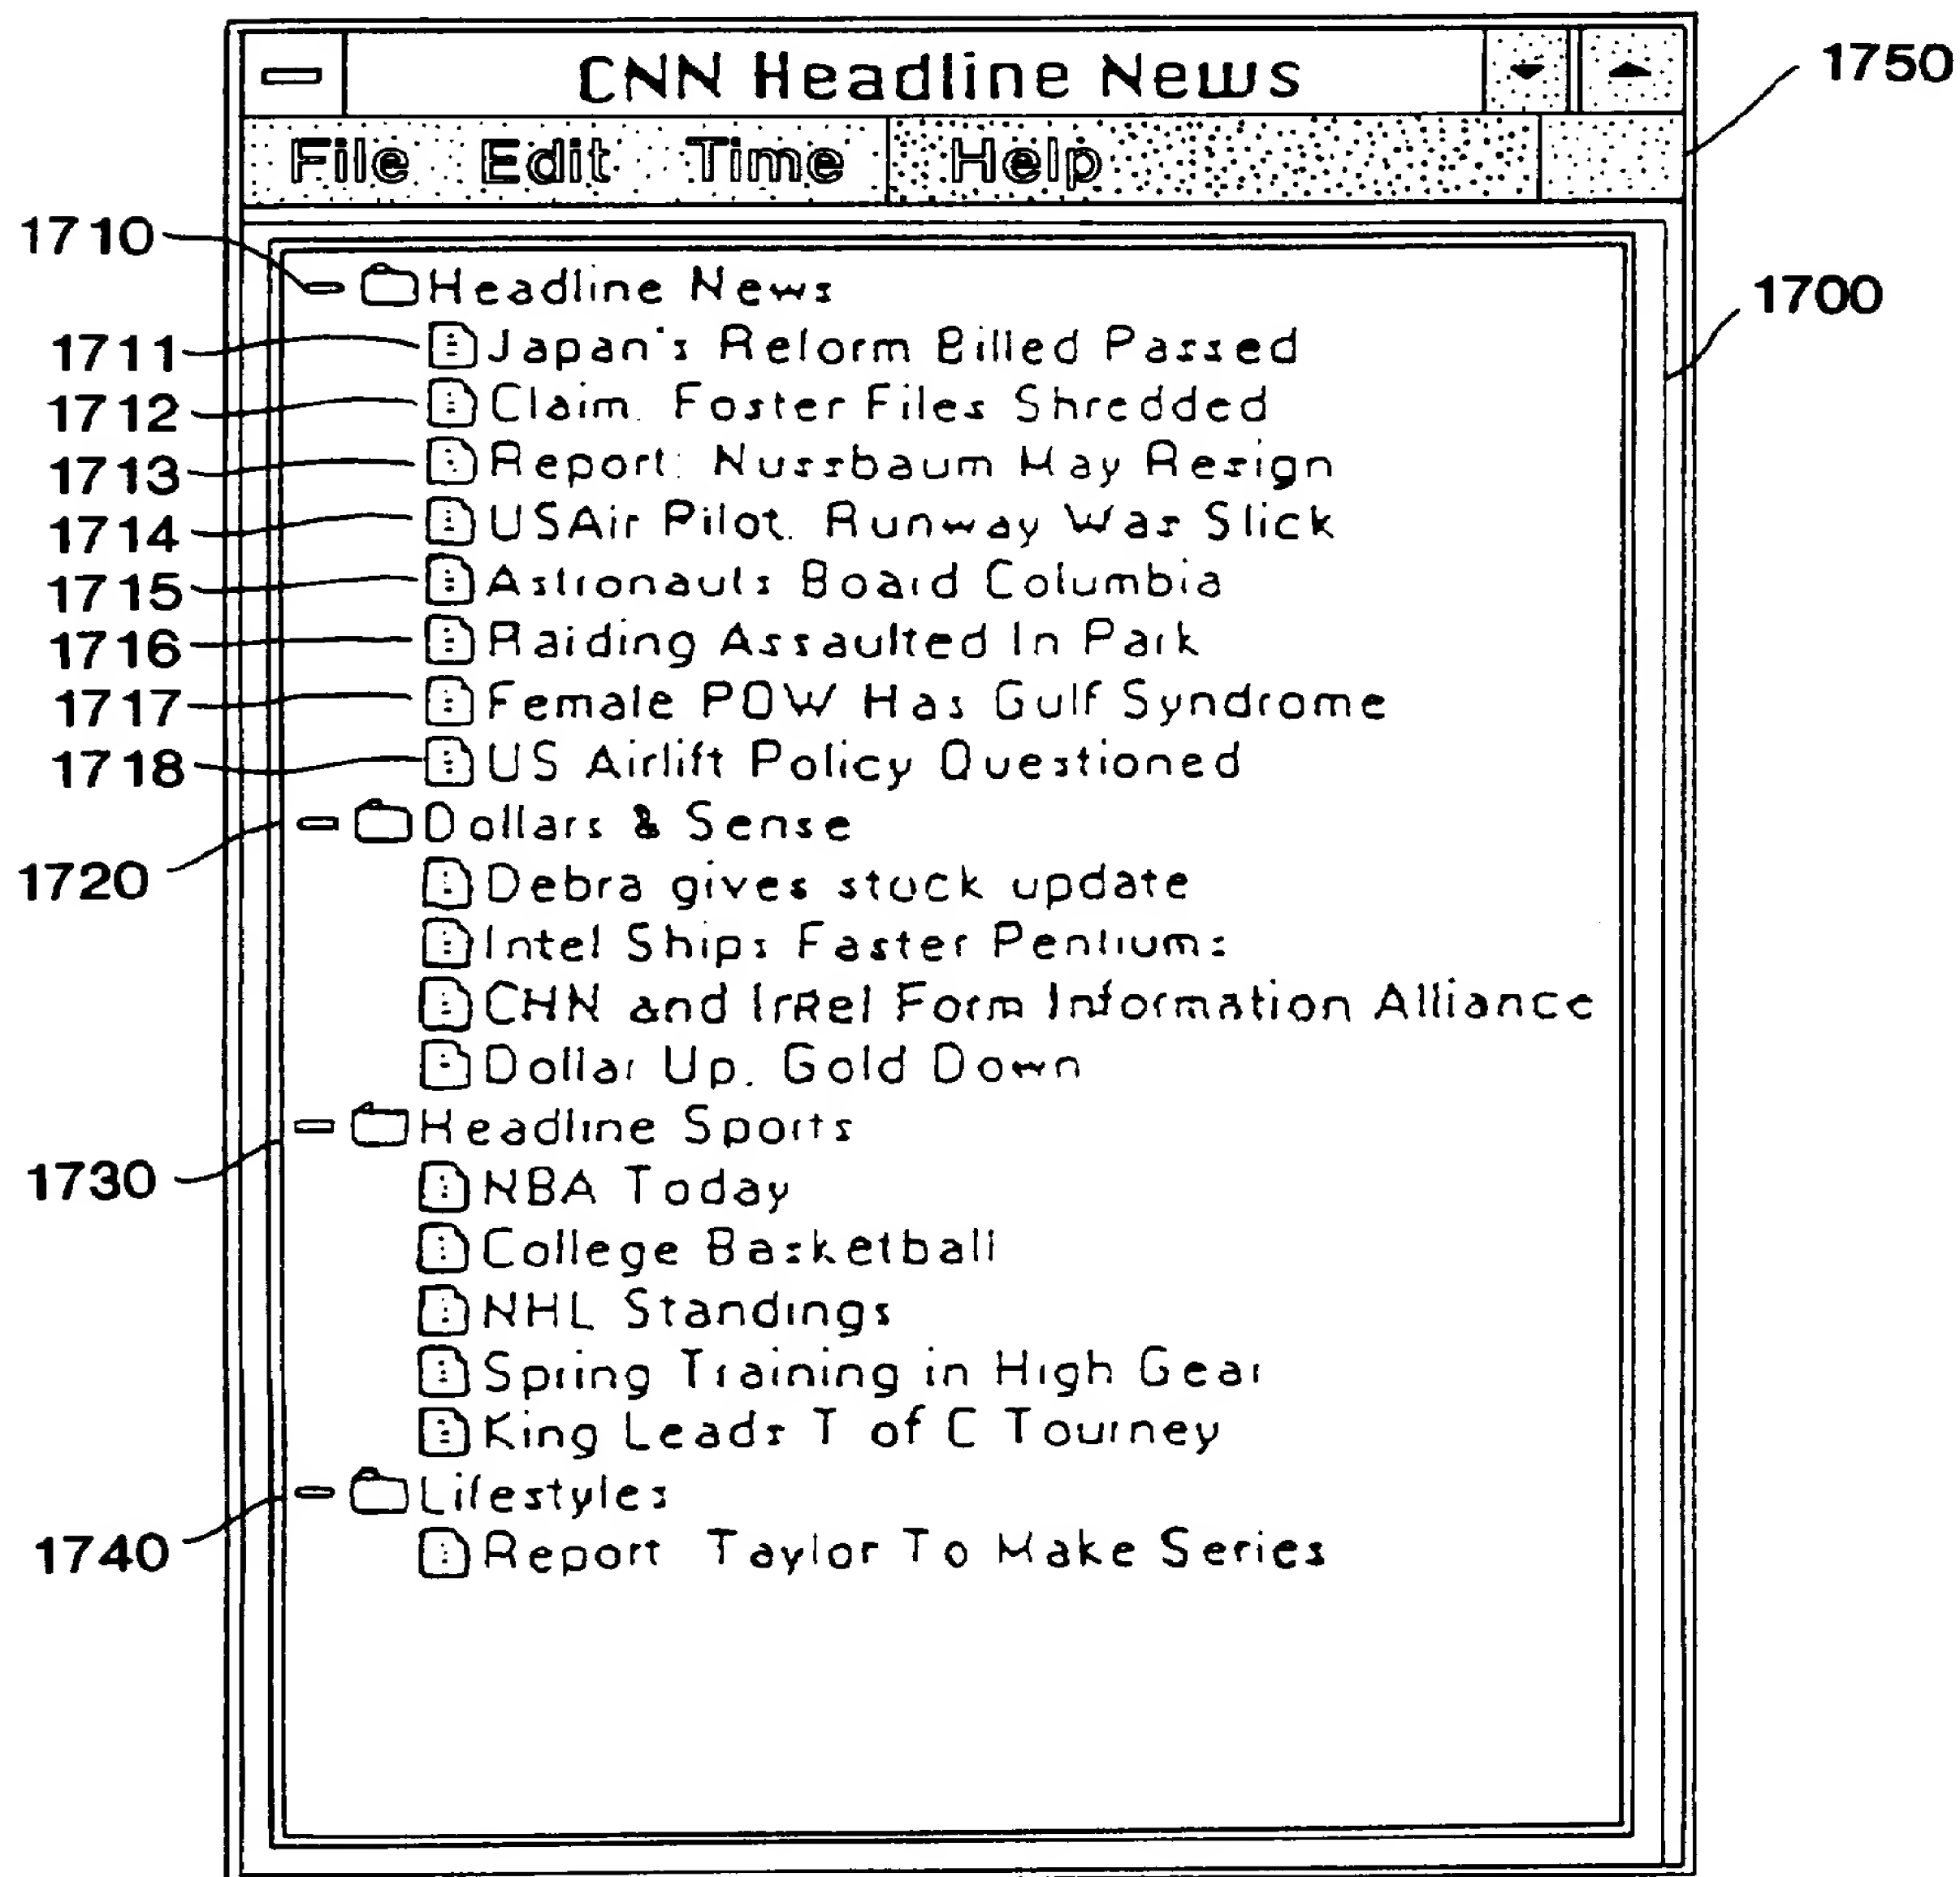 CNN Headline News
1750
File Edit Time Help
1710
Headline News
1700
1711
Japan's Reform Billed Passed
1712
Claim. Foster Files Shredded
1713
Report: Nussbaum May Resign
1714
USAir Pilot. Runway Was Slick
1715
Astronauts Board Columbia
1716
Raiding Assaulted In Park
1717
Female POW Has Gulf Syndrome
1718
US Airlift Policy Questioned
Dollars & Sense
1720
Debra gives stock update
Intel Ships Faster Pentiums
CNN and Intel Form Information Alliance
Dollar Up. Gold Down
Headline Sports
1730
NBA Today
College Basketball
NHL Standings
Spring Training in High Gear
King Leads T of C Tourney
Lifestyles
1740
Report Taylor To Make Series